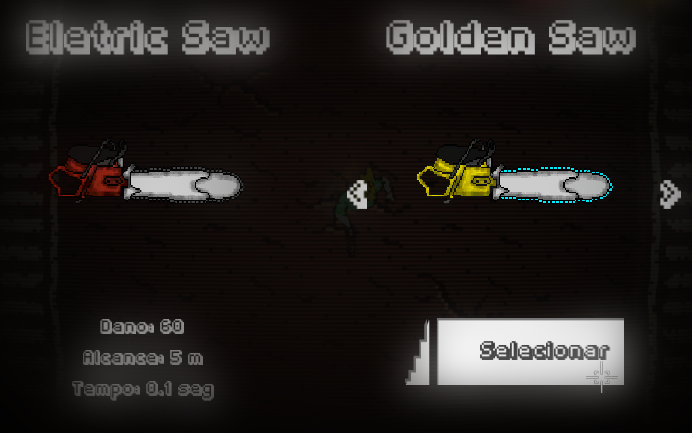 Eletric Saw
Golden Saw
Dano: 60
Alcance: 5 m
Tempo: 0.1 seg
Selecionar